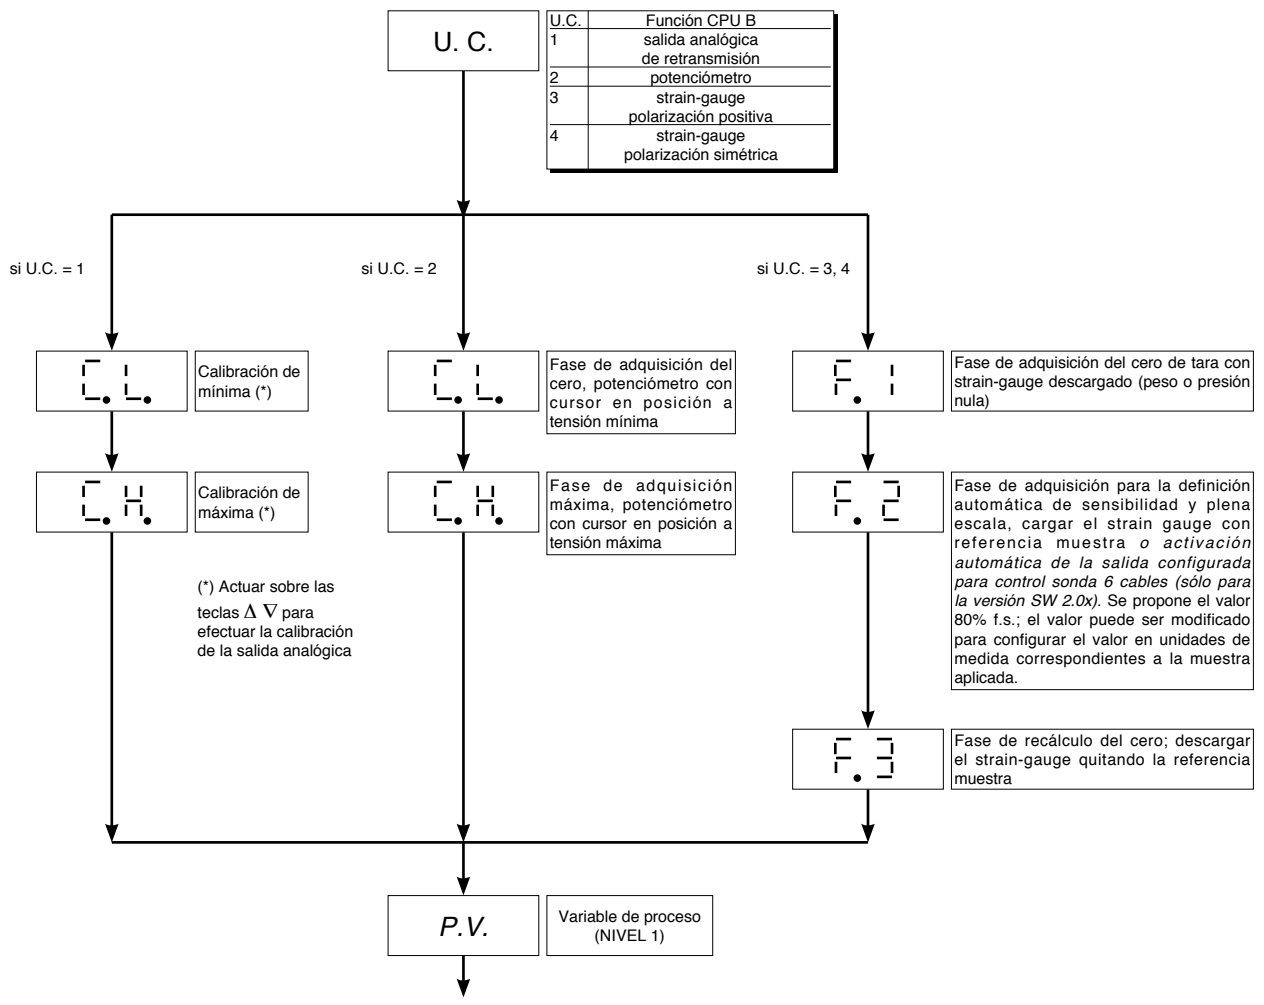 U. C.
U.C. Función CPU B
1 salida analógica
de retransmisión
2 potenciómetro
3 strain-gauge
polarización positiva
4 strain-gauge
polarización simétrica
si U.C. = 1
si U.C. = 2
si U.C. = 3, 4
C.L.
Calibración de
mínima (*)
C.L.
Fase de adquisición del
cero, potenciómetro con
cursor en posición a
tensión mínima
F.1
Fase de adquisición del cero de tara con
strain-gauge descargado (peso o presión
nula)
C.H.
Calibración de
máxima (*)
C.H.
Fase de adquisición
máxima, potenciómetro
con cursor en posición a
tensión máxima
F.2
Fase de adquisición para la definición
automática de sensibilidad y plena
escala, cargar el strain gauge con
referencia muestra o activación
automática de la salida configurada
para control sonda 6 cables (sólo para
la versión SW 2.0x). Se propone el valor
80% f.s.; el valor puede ser modificado
para configurar el valor en unidades de
medida correspondientes a la muestra
aplicada.
(*) Actuar sobre las
teclas Δ ∇ para
efectuar la calibración
de la salida analógica
F.3
Fase de recálculo del cero; descargar
el strain-gauge quitando la referencia
muestra
P.V.
Variable de proceso
(NIVEL 1)